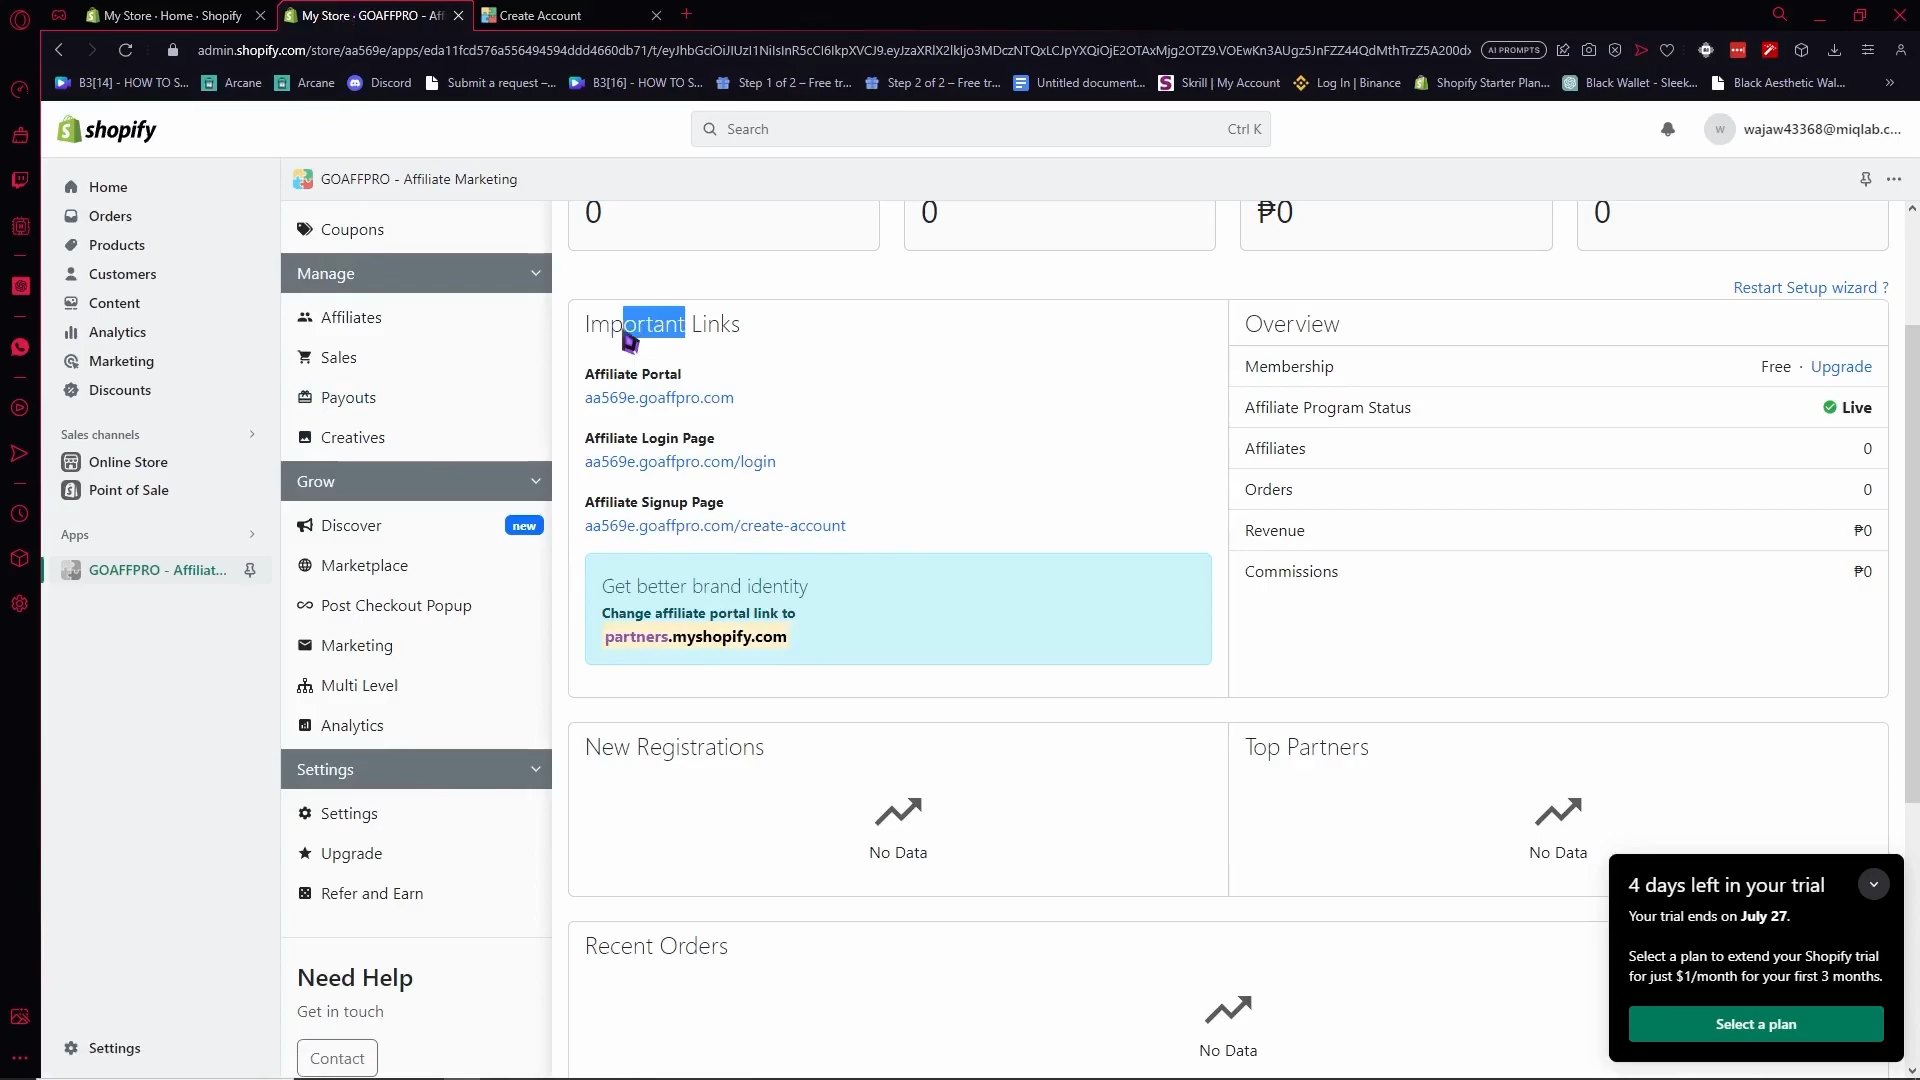 My Store · Home · Shopify
My Store · GOAFFPRO - Aff
Create Account
AI PROMPTS
B3[14] - HOW TO S...
Arcane
Arcane
Discord
Submit a request –...
B3[16] - HOW TO S...
Step 1 of 2 – Free tr...
Step 2 of 2 – Free tr...
Untitled document...
Skrill | My Account
Log In | Binance
Shopify Starter Plan...
Black Wallet - Sleek...
Black Aesthetic Wal...
shopify
Search
Ctrl K
W
wajaw43368@miqlab.c...
Home
Orders
Products
Customers
Content
Analytics
Marketing
Discounts
Sales channels
Online Store
Point of Sale
Apps
GOAFFPRO - Affiliat...
Settings
GOAFFPRO - Affiliate Marketing
Coupons
Manage
Affiliates
Sales
Payouts
Creatives
Grow
Discover
new
Marketplace
Post Checkout Popup
Marketing
Multi Level
Analytics
Settings
Settings
Upgrade
Refer and Earn
Need Help
Get in touch
Contact
0
0
₱0
0
Restart Setup wizard ?
Important Links
Affiliate Portal
aa569e.goaffpro.com
Affiliate Login Page
aa569e.goaffpro.com/login
Affiliate Signup Page
aa569e.goaffpro.com/create-account
Get better brand identity
Change affiliate portal link to
partners.myshopify.com
Overview
Membership
Free · Upgrade
Affiliate Program Status
Live
Affiliates
0
Orders
0
Revenue
₱0
Commissions
₱0
New Registrations
No Data
Top Partners
No Data
Recent Orders
No Data
4 days left in your trial
Your trial ends on July 27.
Select a plan to extend your Shopify trial
for just $1/month for your first 3 months.
Select a plan